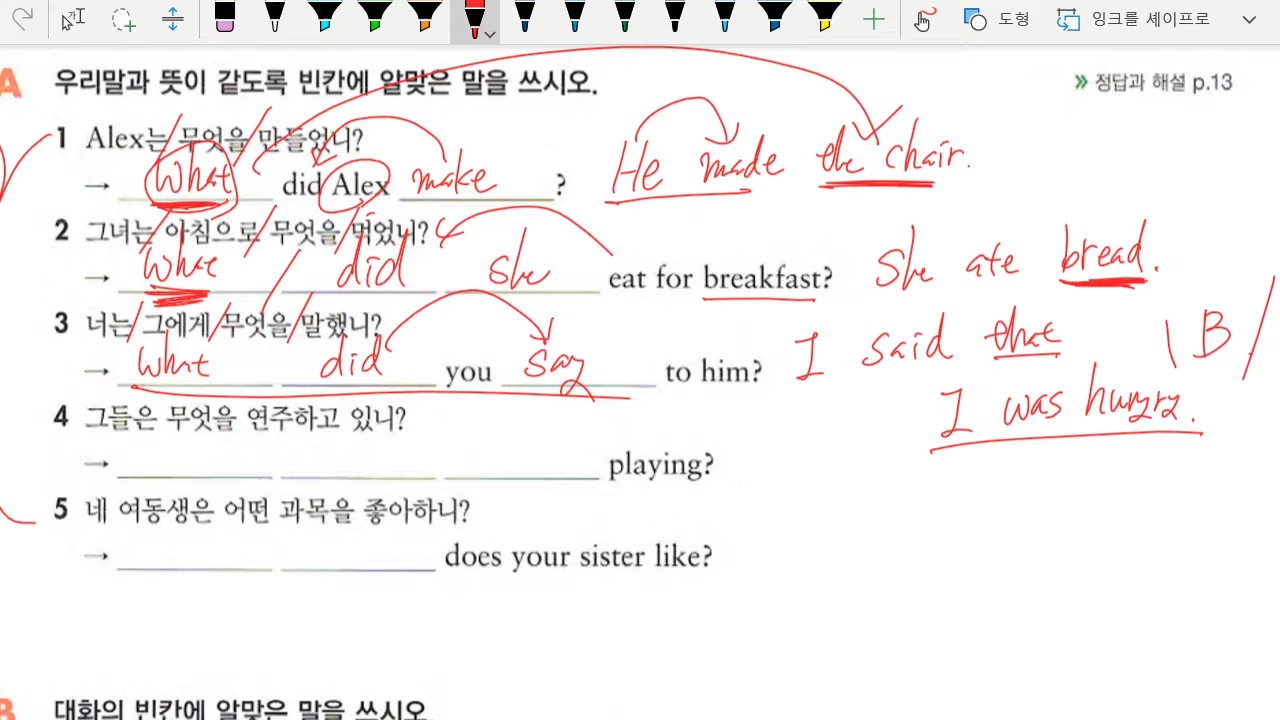 도형
잉크를 셰이프로
A 우리말과 뜻이 같도록 빈칸에 알맞은 말을 쓰시오.
정답과 해설 p.13
1 Alex는 무엇을 만들었니?
→ what did Alex make ?
He made the chair.
2 그녀는 아침으로 무엇을 먹었니?
→ what did she eat for breakfast?
She ate bread.
3 너는 그에게 무엇을 말했니?
→ what did you say to him?
I said that
B
I was hungry.
4 그들은 무엇을 연주하고 있니?
→ playing?
5 네 여동생은 어떤 과목을 좋아하니?
→ does your sister like?
B 대화의 빈칸에 알맞은 말을 쓰시오.